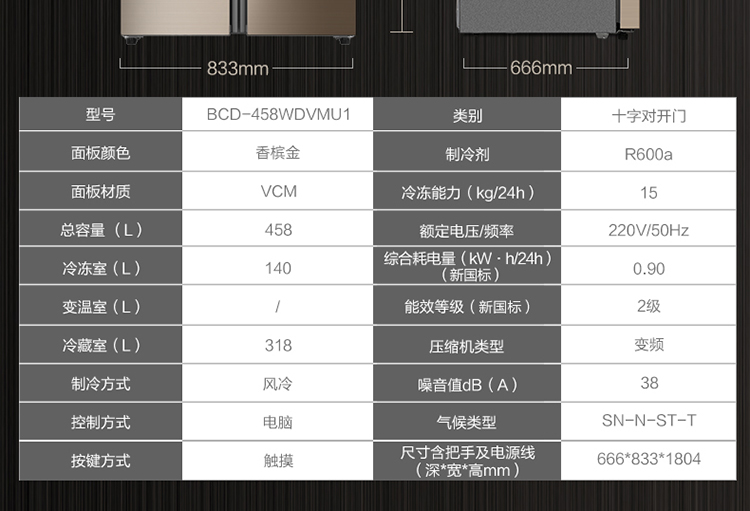 833mm 666mm
型号 BCD-458WDVMU1 类别 十字对开门
面板颜色 香槟金 制冷剂 R600a
面板材质 VCM 冷冻能力（kg/24h） 15
总容量（L） 458 额定电压/频率 220V/50Hz
冷冻室（L） 140 综合耗电量（kW·h/24h）（新国标） 0.90
变温室（L） / 能效等级（新国标） 2级
冷藏室（L） 318 压缩机类型 变频
制冷方式 风冷 噪音值dB（A） 38
控制方式 电脑 气候类型 SN-N-ST-T
按键方式 触摸 尺寸含把手及电源线（深*宽*高mm） 666*833*1804